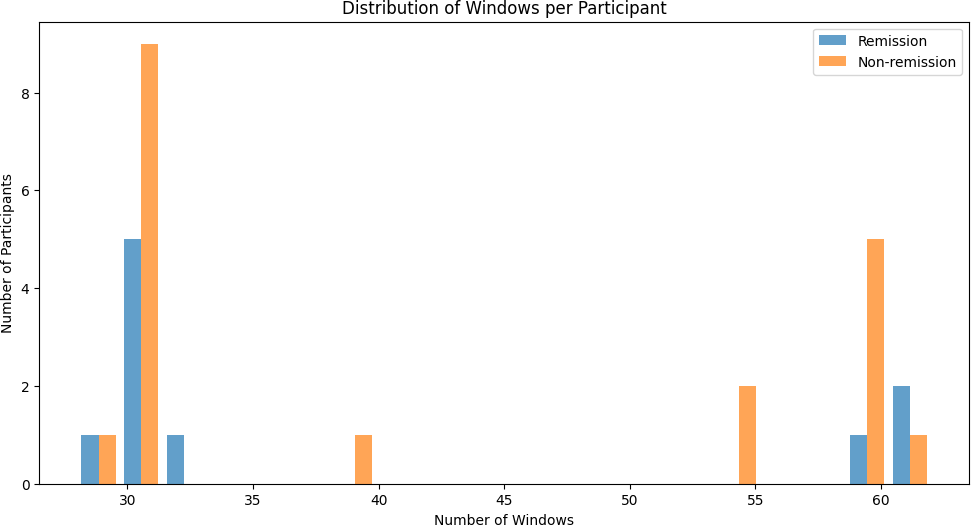 Distribution of Windows per Participant
Remission
Non-remission
Number of Participants
8
6
4
2
0
30 35 40 45 50 55 60
Number of Windows